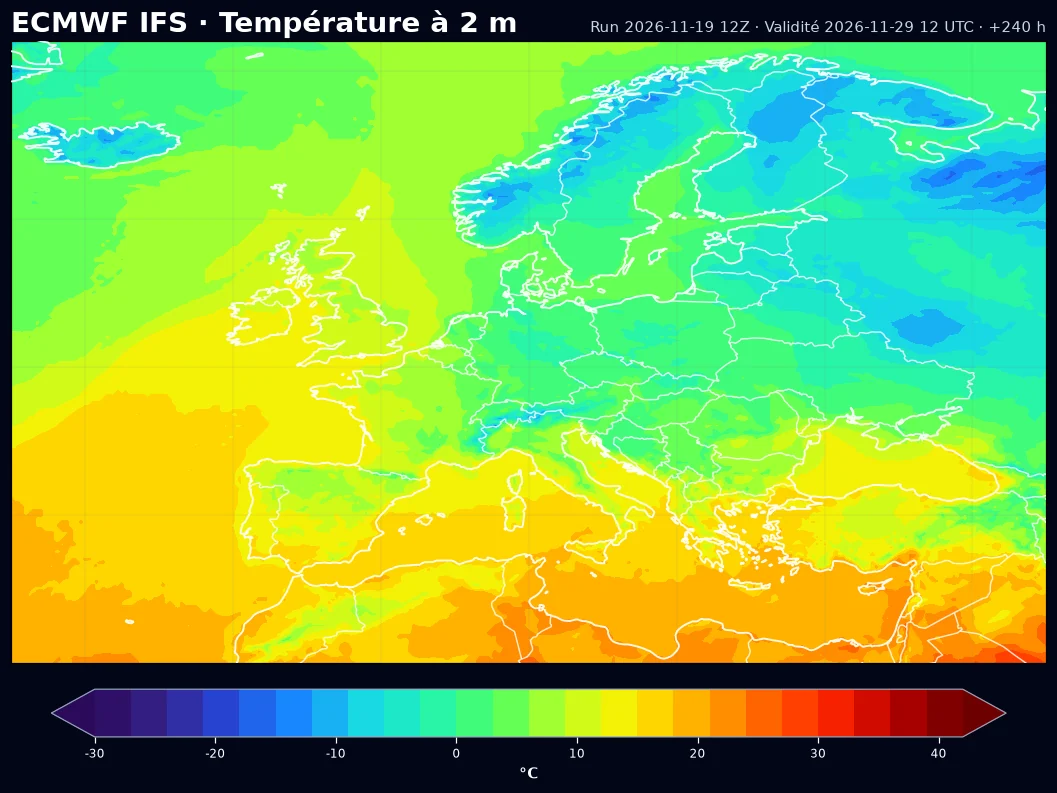 ECMWF IFS · Température à 2 m
Run 2026-11-19 12Z · Validité 2026-11-29 12 UTC · +240 h
-30 -20 -10 0 10 20 30 40
°C